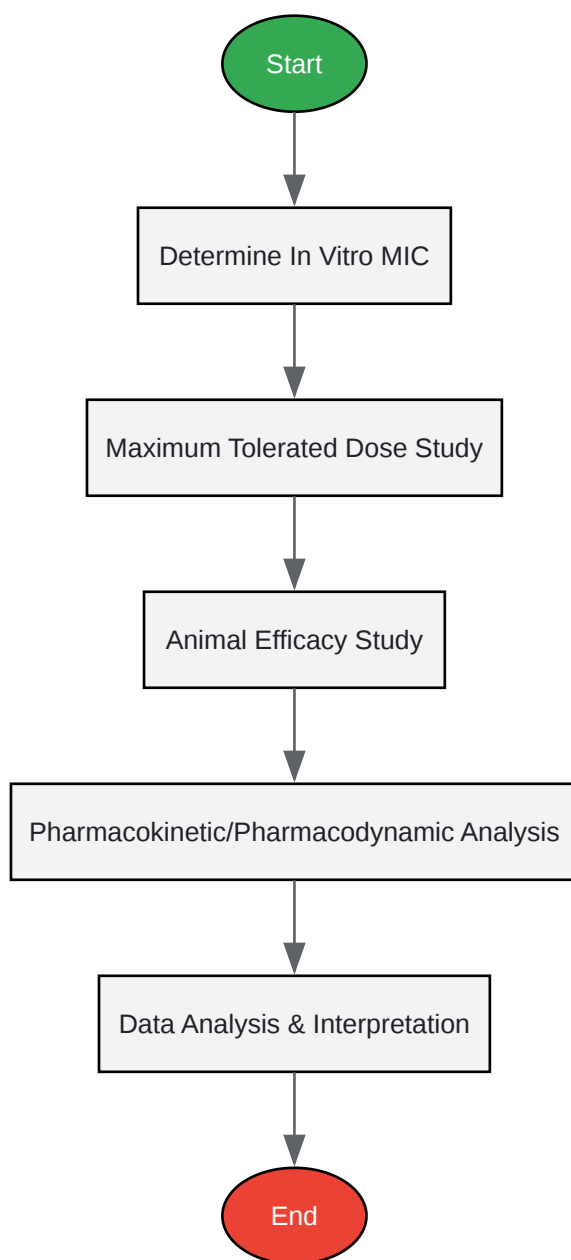 Start
Determine In Vitro MIC
Maximum Tolerated Dose Study
Animal Efficacy Study
Pharmacokinetic/Pharmacodynamic Analysis
Data Analysis & Interpretation
End